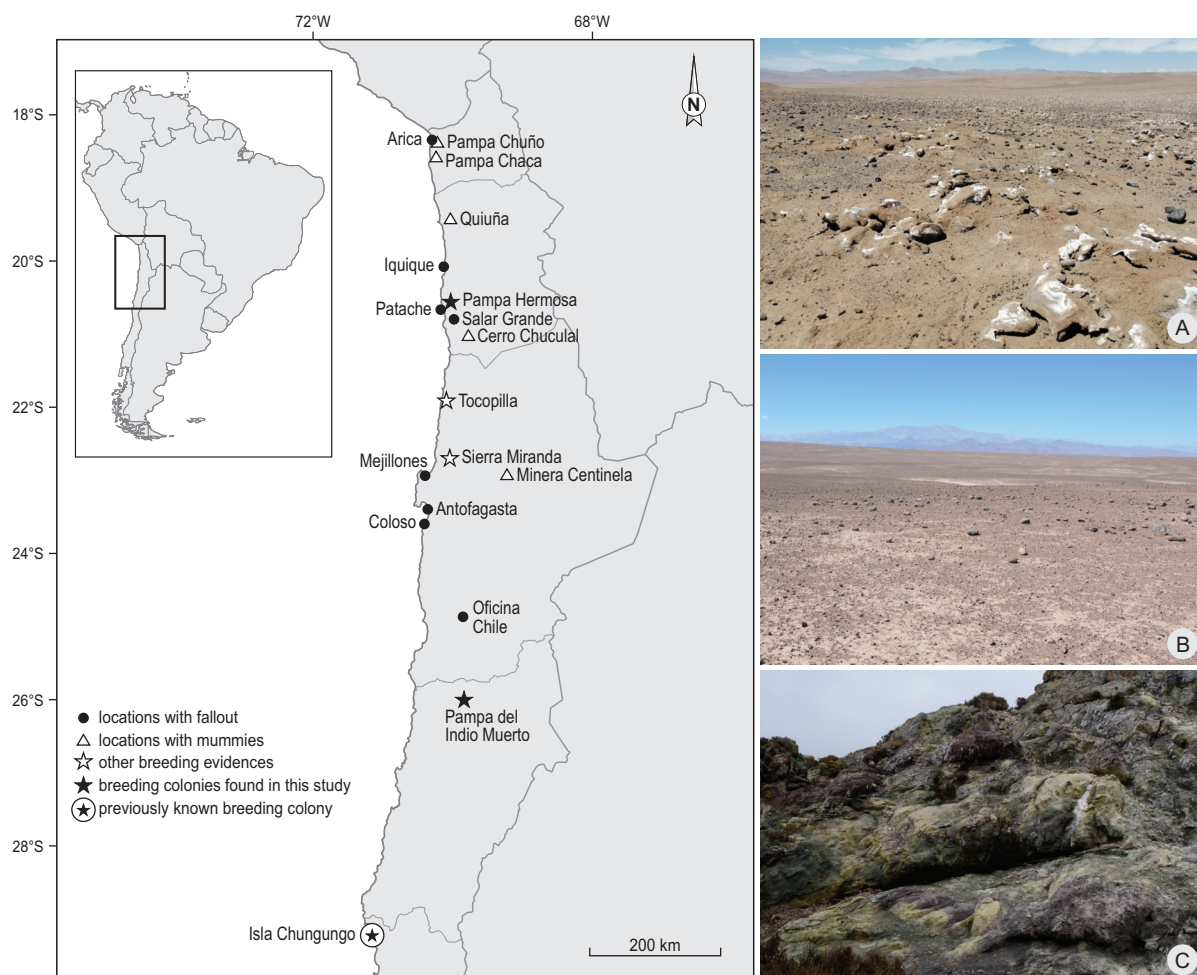 72°W
68°W
N
18°S
Arica
Pampa Chuño
Pampa Chaca
Quiuña
20°S
Iquique
Pampa Hermosa
Patache
Salar Grande
Cerro Chuculal
22°S
Tocopilla
Sierra Miranda
Mejillones
Minera Centinela
Antofagasta
Coloso
24°S
Oficina
Chile
26°S
Pampa del
Indio Muerto
locations with fallout
locations with mummies
other breeding evidences
breeding colonies found in this study
previously known breeding colony
28°S
Isla Chungungo
200 km
A
B
C